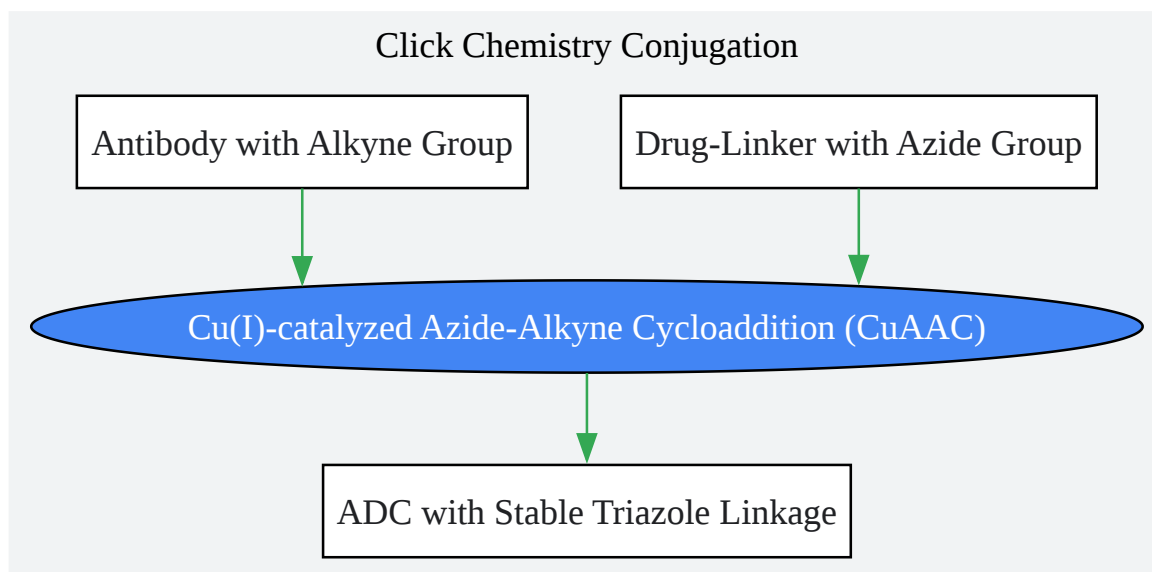 Click Chemistry Conjugation
Antibody with Alkyne Group
Drug-Linker with Azide Group
Cu(I)-catalyzed Azide-Alkyne Cycloaddition (CuAAC)
ADC with Stable Triazole Linkage